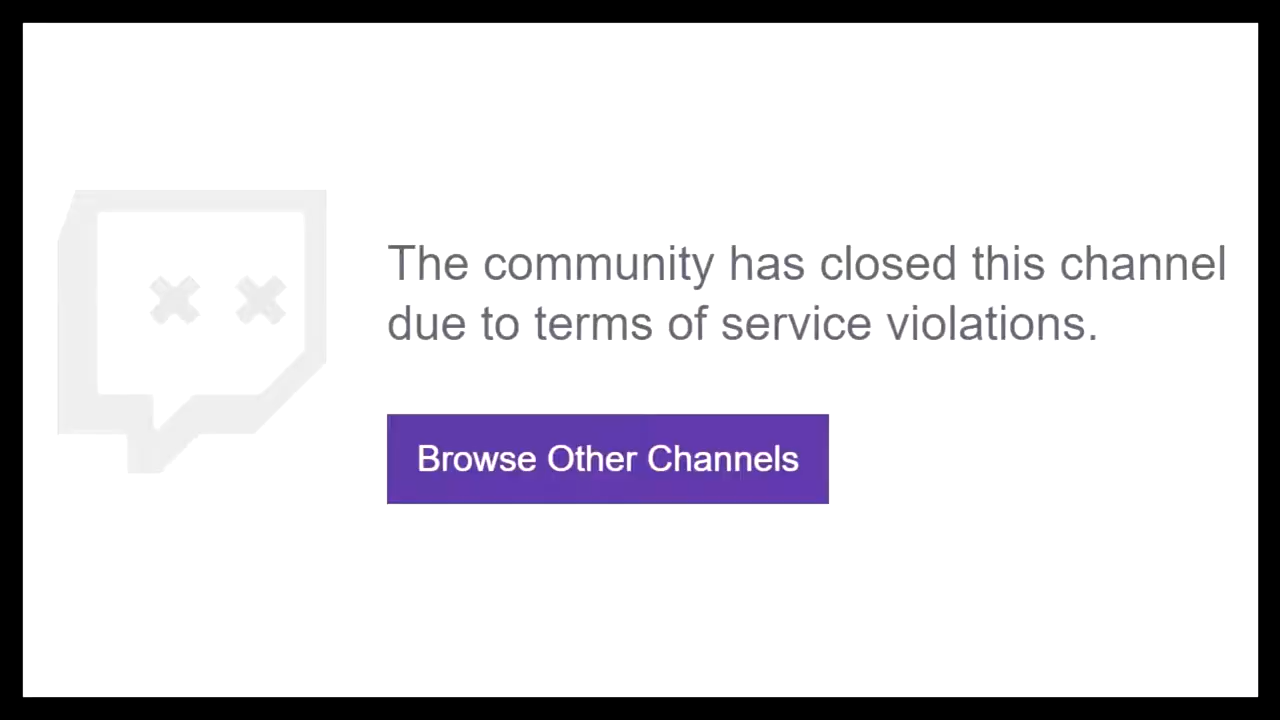 The community has closed this channel
due to terms of service violations.
Browse Other Channels